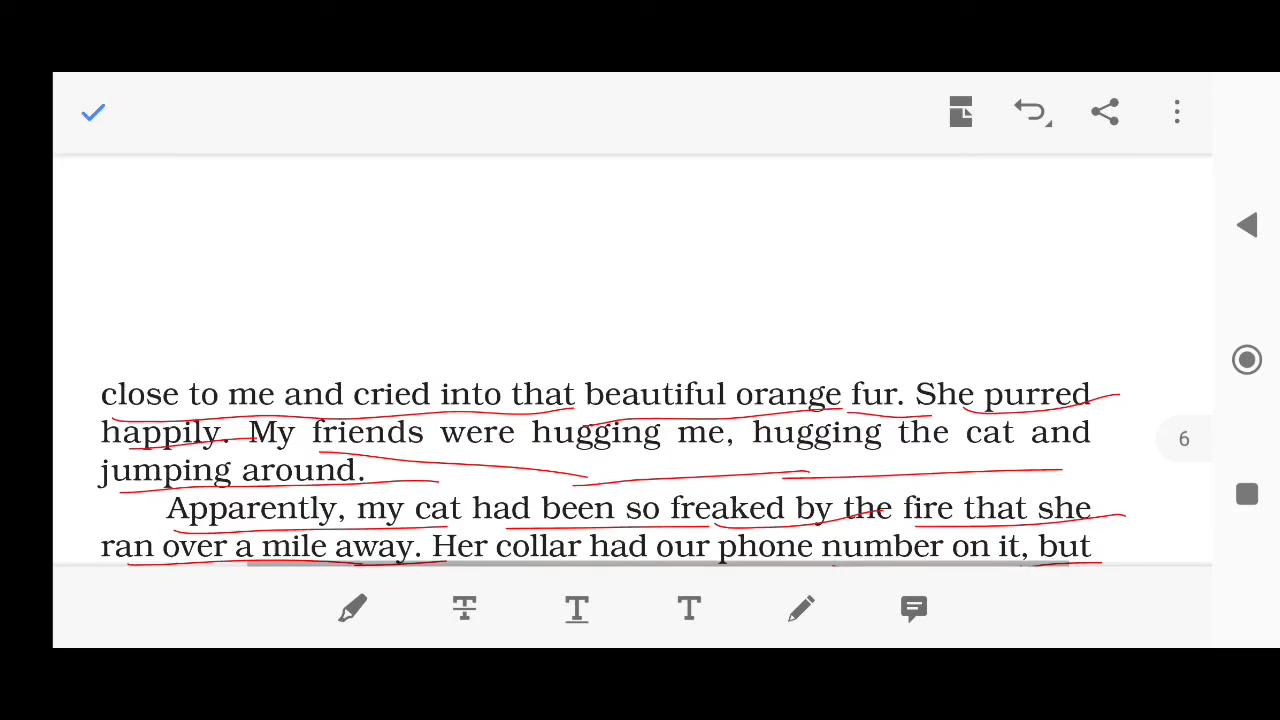 close to me and cried into that beautiful orange fur. She purred
happily. My friends were hugging me, hugging the cat and
jumping around.
6
Apparently, my cat had been so freaked by the fire that she
ran over a mile away. Her collar had our phone number on it, but
T
T
T